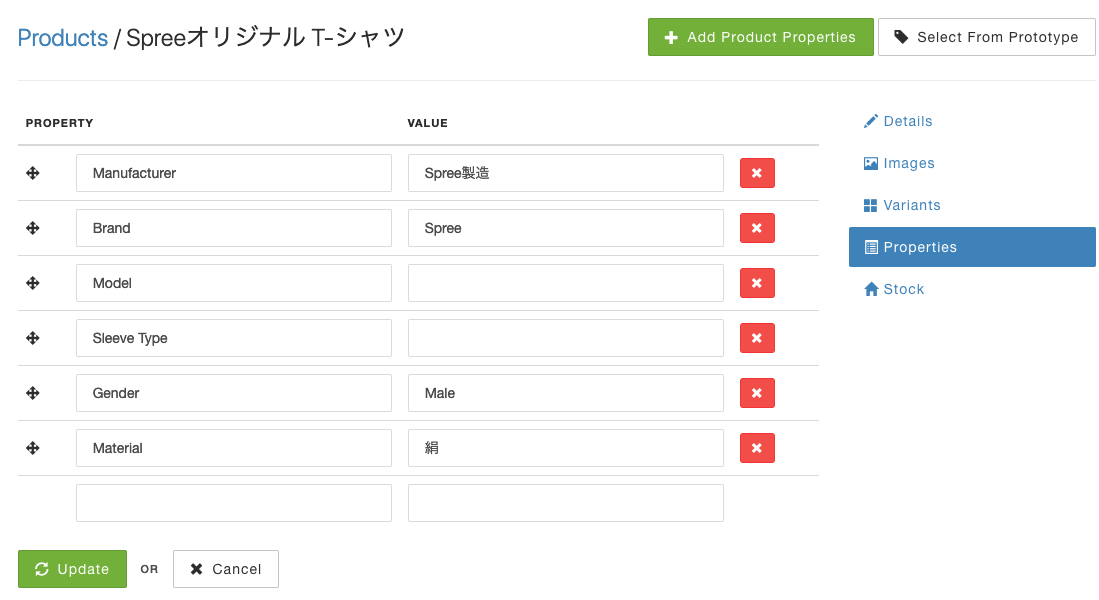 Products / Spreeオリジナル T-シャツ
Add Product Properties
Select From Prototype
PROPERTY VALUE
Manufacturer Spree製造
Brand Spree
Model
Sleeve Type
Gender Male
Material 絹
Update OR Cancel
Details
Images
Variants
Properties
Stock